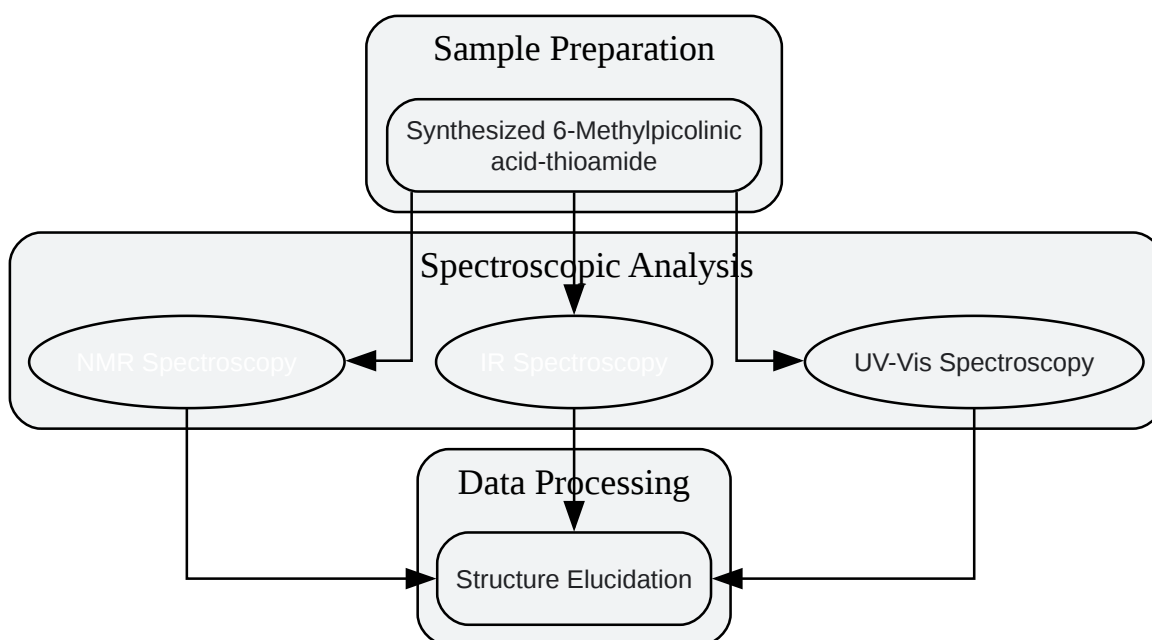 Sample Preparation
Synthesized 6-Methylpicolinic
acid-thioamide
Spectroscopic Analysis
NMR Spectroscopy
IR Spectroscopy
UV-Vis Spectroscopy
Data Processing
Structure Elucidation